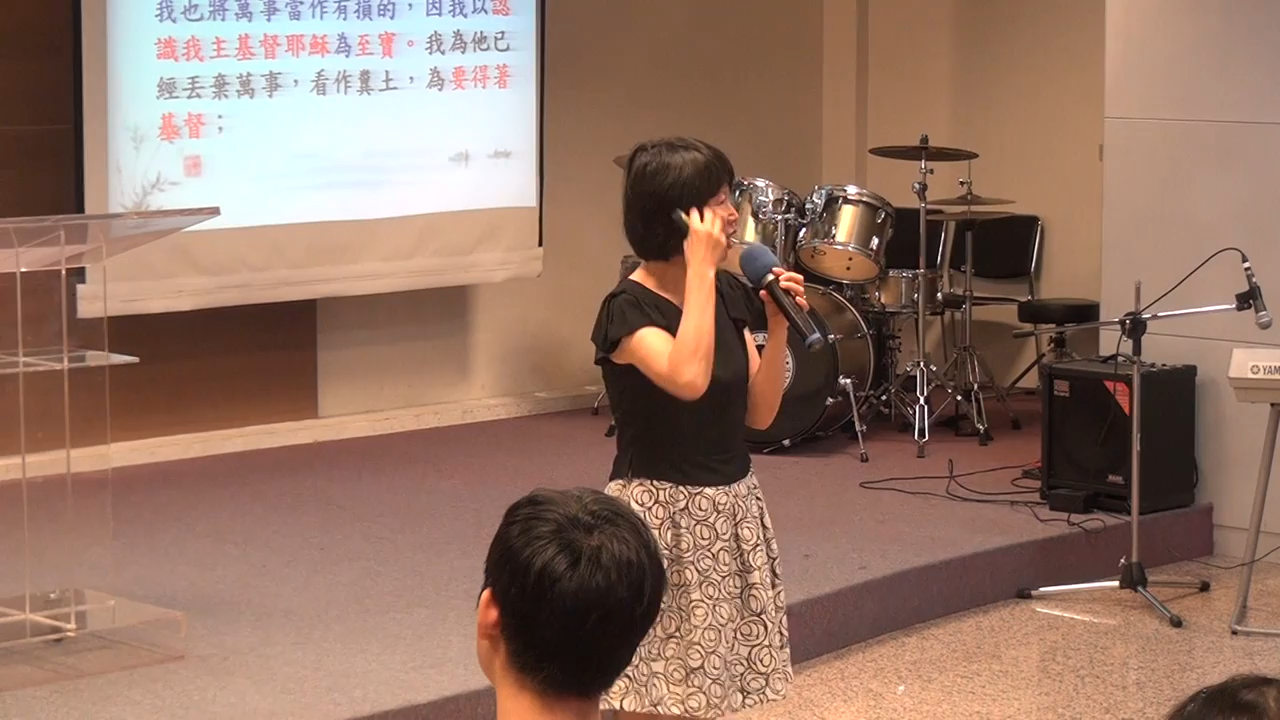 我也將萬事當作有損的，因我以認
識我主基督耶穌為至寶。我為他已
經丟棄萬事，看作糞土，為要得著
基督；
YAM